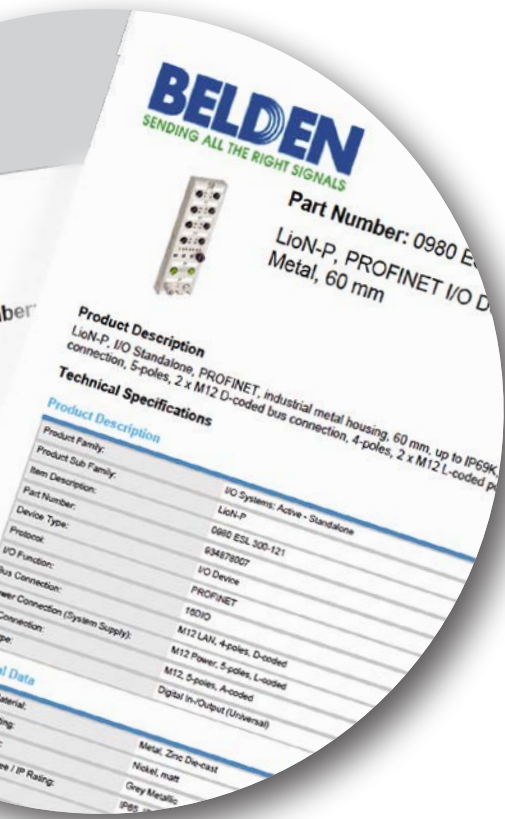 BELDEN
SENDING ALL THE RIGHT SIGNALS
Part Number: 0980
LioN-P, PROFINET I/O
Metal, 60 mm
Product Description
LioN-P, I/O Standalone, PROFINET, industrial metal housing, 60 mm, up to IP69K,
connection, 5-poles, 2 x M12 D-coded bus connection, 4-poles, 2 x M12 L-coded
Technical Specifications
Product Description
Product Family: I/O Systems: Active - Standalone
Product Sub Family: LioN-P
Item Description: 0980 ESL 300-121
Part Number: 934878007
Device Type: I/O Device
Protocol: PROFINET
I/O Function: 16DIO
Bus Connection: M12 LAN, 4-poles, D-coded
Power Connection (System Supply): M12 Power, 5-poles, L-coded
Connection: M12, 5-poles, A-coded
Digital In-/Output (Universal)
Data
Metal, Zinc Die-cast
Nickel, matt
Grey Metallic
/ IP Rating: IP65,